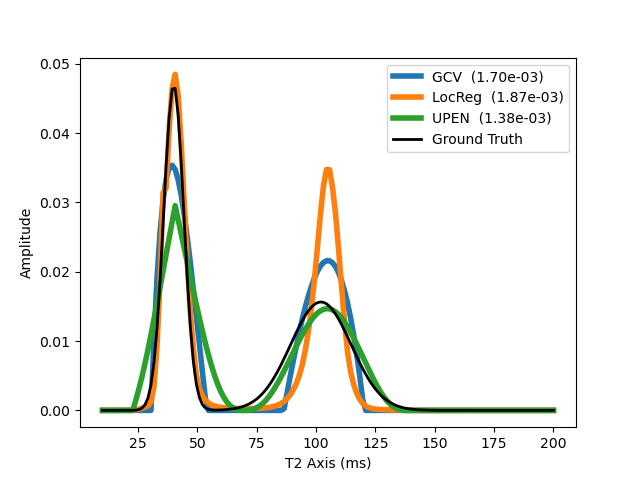 0.05
0.04
0.03
0.02
0.01
0.00
Amplitude
GCV (1.70e-03)
LocReg (1.87e-03)
UPEN (1.38e-03)
Ground Truth
25 50 75 100 125 150 175 200
T2 Axis (ms)